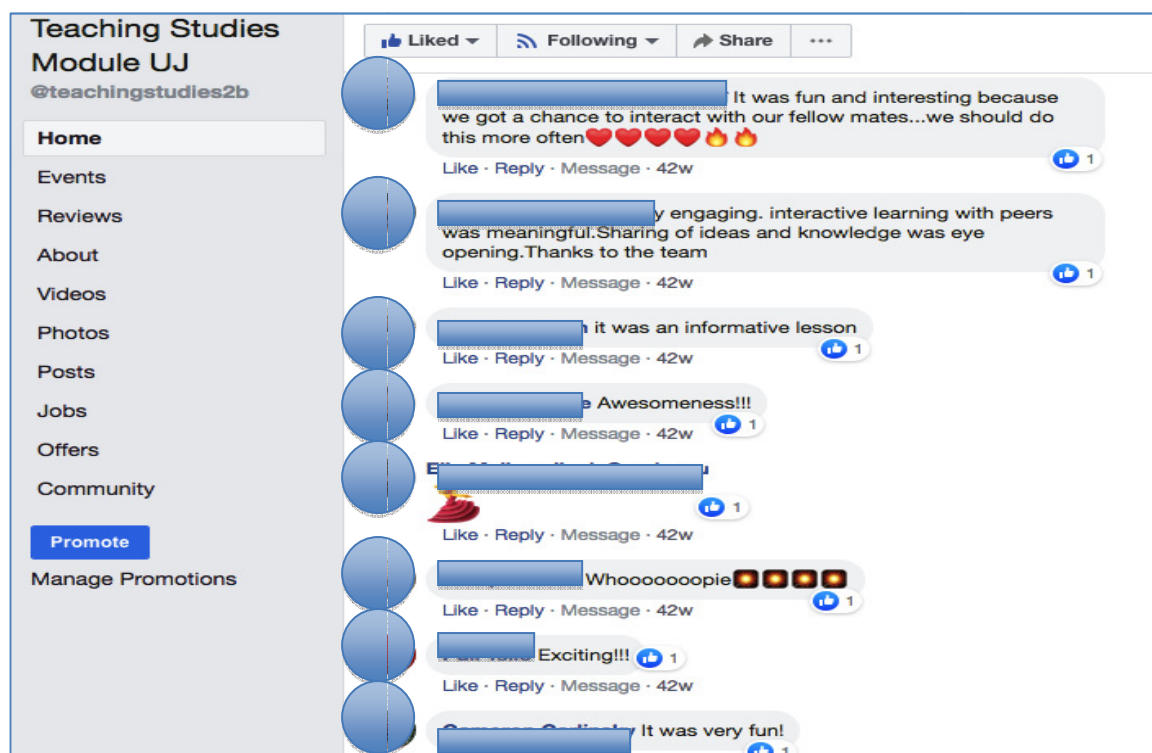 Teaching Studies
Module UJ
@teachingstudies2b
Home
Events
Reviews
About
Videos
Photos
Posts
Jobs
Offers
Community
Promote
Manage Promotions
Liked
Following
Share
...
It was fun and interesting because
we got a chance to interact with our fellow mates...we should do
this more often❤️❤️❤️❤️🔥🔥
1
Like · Reply · Message · 42w
y engaging. interactive learning with peers
was meaningful.Sharing of ideas and knowledge was eye
opening.Thanks to the team
1
Like · Reply · Message · 42w
it was an informative lesson
1
Like · Reply · Message · 42w
Awesomeness!!!
1
Like · Reply · Message · 42w
1
Like · Reply · Message · 42w
Whooooooopie
1
Like · Reply · Message · 42w
Exciting!!!
1
Like · Reply · Message · 42w
It was very fun!
1